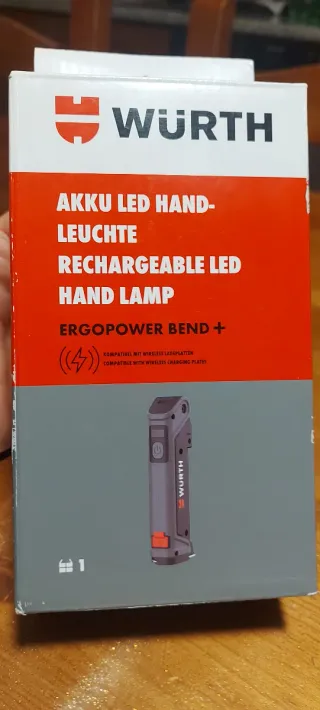 WÜRTH
AKKU LED HAND-
LEUCHTE
RECHARGEABLE LED
HAND LAMP
ERGOPOWER BEND +
KOMPATIBEL MIT WIRELESS LADEPLATTEN
COMPATIBLE WITH WIRELESS CHARGING PLATES
WÜRTH
1